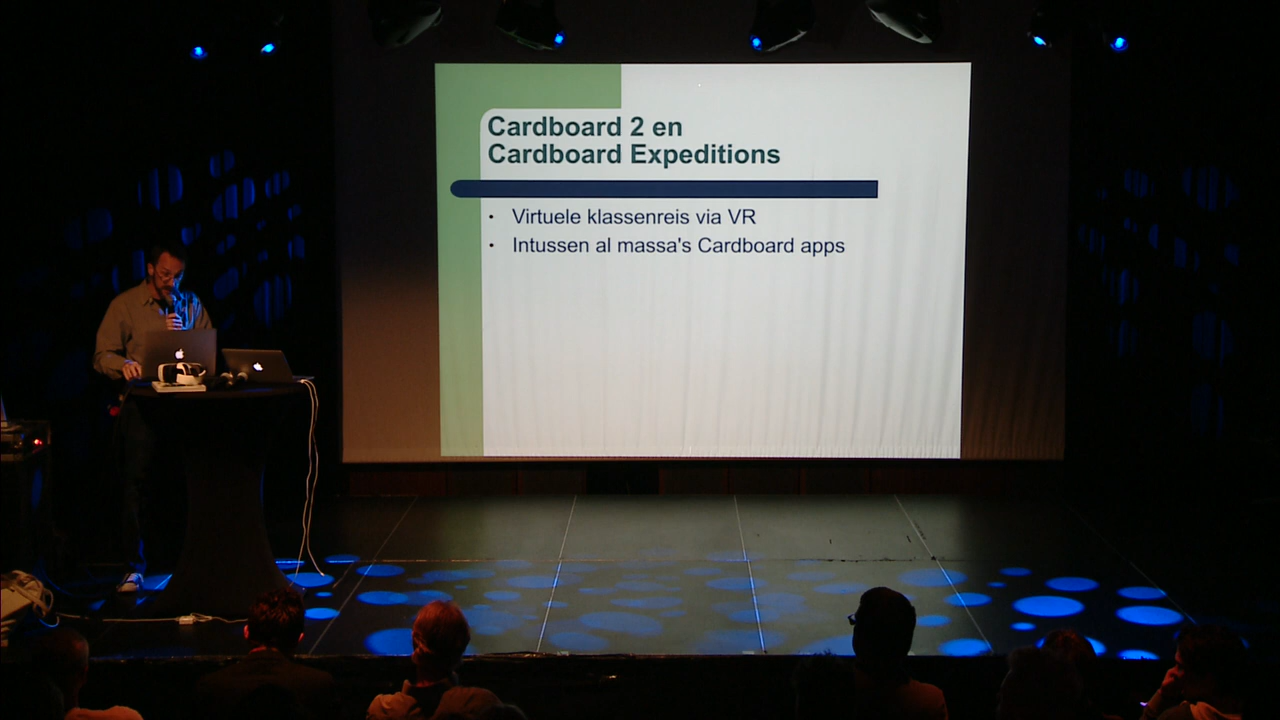 Cardboard 2 en
Cardboard Expeditions
Virtuele klassenreis via VR
Intussen al massa's Cardboard apps